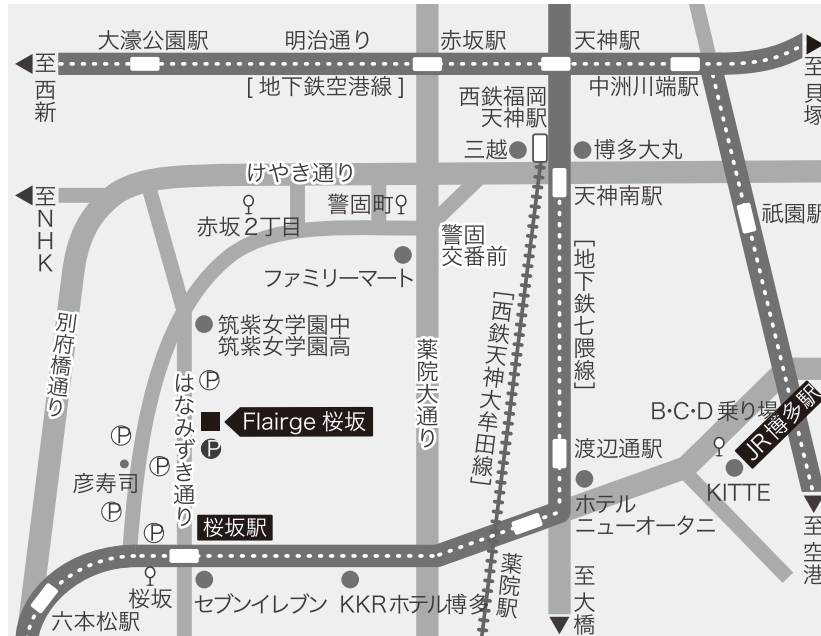 大濠公園駅
明治通り
赤坂駅
天神駅
至西新
[ 地下鉄空港線 ]
中洲川端駅
至貝塚
西鉄福岡
天神駅
三越
博多大丸
けやき通り
至NHK
天神南駅
祇園駅
赤坂2丁目
警固町
警固
交番前
ファミリーマート
[地下鉄七隈線]
[西鉄天神大牟田線]
別府橋通り
筑紫女学園中
筑紫女学園高
薬院大通り
はなみずき通り
P
Flairge 桜坂
P
P
P
P
P
彦寿司
B・C・D 乗り場
JR博多駅
渡辺通駅
KITTE
ホテル
ニューオータニ
桜坂駅
至空港
薬院駅
至大橋
桜坂
セブンイレブン
KKRホテル博多
六本松駅